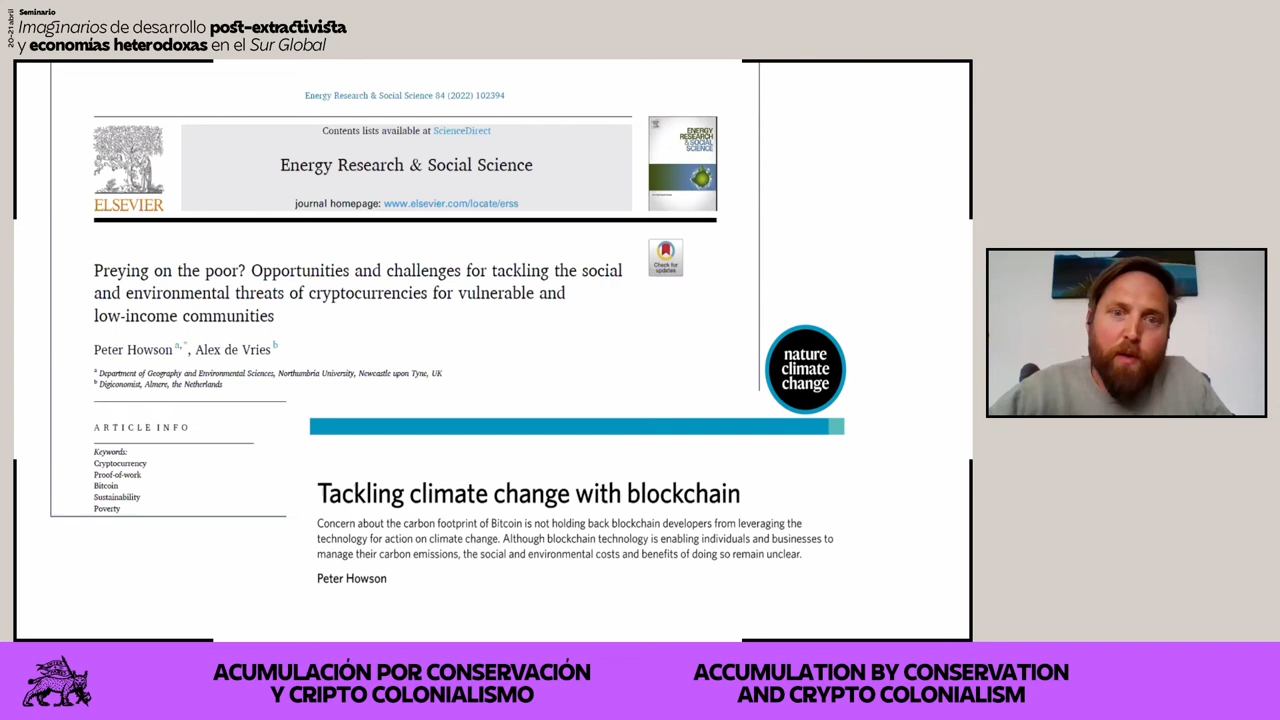 20-21 abril
Seminario
Imaginarios de desarrollo post-extractivista
y economías heterodoxas en el Sur Global
Energy Research & Social Science 84 (2022) 102394
Contents lists available at ScienceDirect
Energy Research & Social Science
journal homepage: www.elsevier.com/locate/erss
ELSEVIER
ENERGY
RESEARCH
& SOCIAL
SCIENCE
Check for
updates
Preying on the poor? Opportunities and challenges for tackling the social
and environmental threats of cryptocurrencies for vulnerable and
low-income communities
Peter Howson a,*, Alex de Vries b
a Department of Geography and Environmental Sciences, Northumbria University, Newcastle upon Tyne, UK
b Digiconomist, Almere, the Netherlands
ARTICLE INFO
Keywords:
Cryptocurrency
Proof-of-work
Bitcoin
Sustainability
Poverty
nature
climate
change
Tackling climate change with blockchain
Concern about the carbon footprint of Bitcoin is not holding back blockchain developers from leveraging the
technology for action on climate change. Although blockchain technology is enabling individuals and businesses to
manage their carbon emissions, the social and environmental costs and benefits of doing so remain unclear.
Peter Howson
ACUMULACIÓN POR CONSERVACIÓN
Y CRIPTO COLONIALISMO
ACCUMULATION BY CONSERVATION
AND CRYPTO COLONIALISM